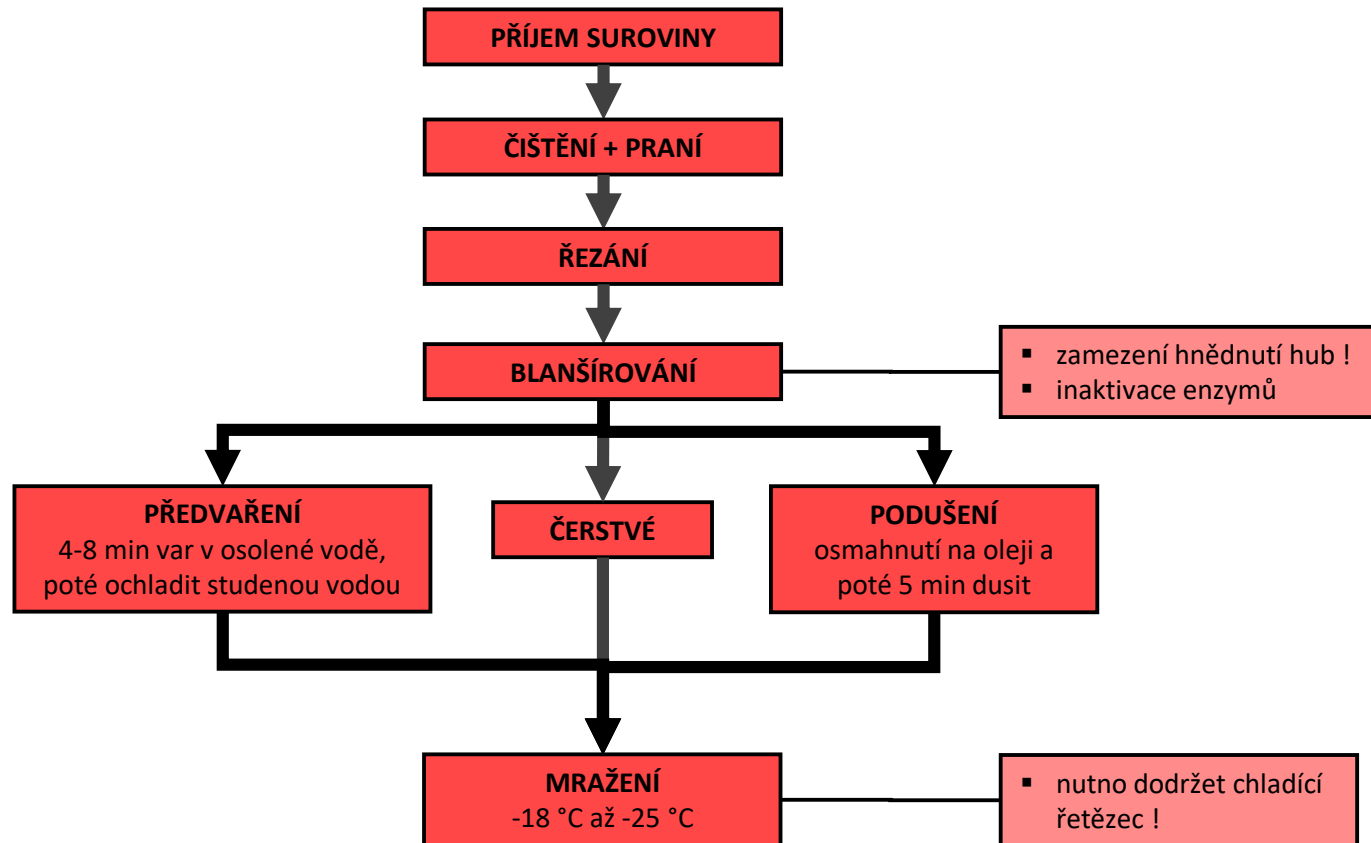 PŘÍJEM SUROVINY
ČIŠTĚNÍ + PRANÍ
ŘEZÁNÍ
BLANŠÍROVÁNÍ
▪ zamezení hnědnutí hub !
▪ inaktivace enzymů
PŘEDVAŘENÍ
4-8 min var v osolené vodě,
poté ochladit studenou vodou
ČERSTVÉ
PODUŠENÍ
osmahnutí na oleji a
poté 5 min dusit
MRAŽENÍ
-18 °C až -25 °C
▪ nutno dodržet chladící
řetězec !